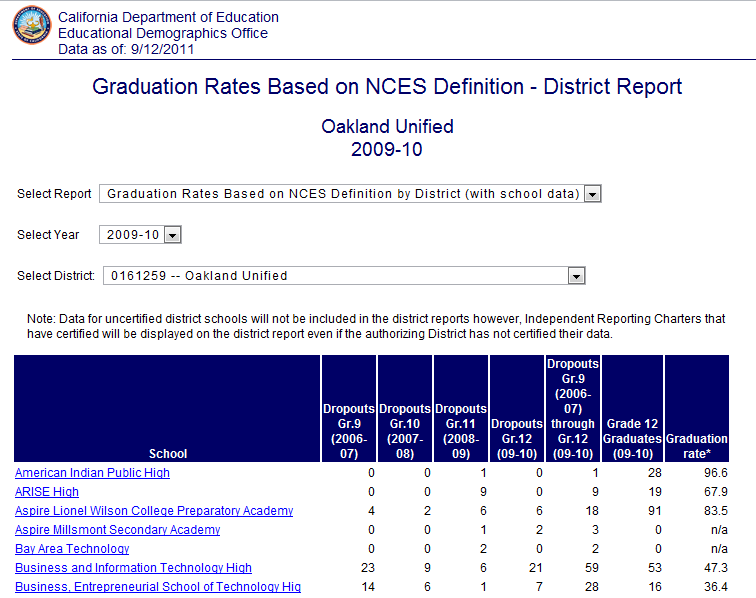 California Department of Education
Educational Demographics Office
Data as of: 9/12/2011
Graduation Rates Based on NCES Definition - District Report
Oakland Unified
2009-10
Select Report Graduation Rates Based on NCES Definition by District (with school data)
Select Year 2009-10
Select District: 0161259 -- Oakland Unified
Note: Data for uncertified district schools will not be included in the district reports however, Independent Reporting Charters that
have certified will be displayed on the district report even if the authorizing District has not certified their data.
School
Dropouts
Gr.9
(2006-
07)
Dropouts
Gr.10
(2007-
08)
Dropouts
Gr.11
(2008-
09)
Dropouts
Gr.12
(09-10)
Dropouts
Gr.9
(2006-
07)
through
Gr.12
(09-10)
Grade 12
Graduates
(09-10)
Graduation
rate*
American Indian Public High 0 0 1 0 1 28 96.6
ARISE High 0 0 9 0 9 19 67.9
Aspire Lionel Wilson College Preparatory Academy 4 2 6 6 18 91 83.5
Aspire Millsmont Secondary Academy 0 0 1 2 3 0 n/a
Bay Area Technology 0 0 2 0 2 0 n/a
Business and Information Technology High 23 9 6 21 59 53 47.3
Business, Entrepreneurial School of Technology Hig 14 6 1 7 28 16 36.4